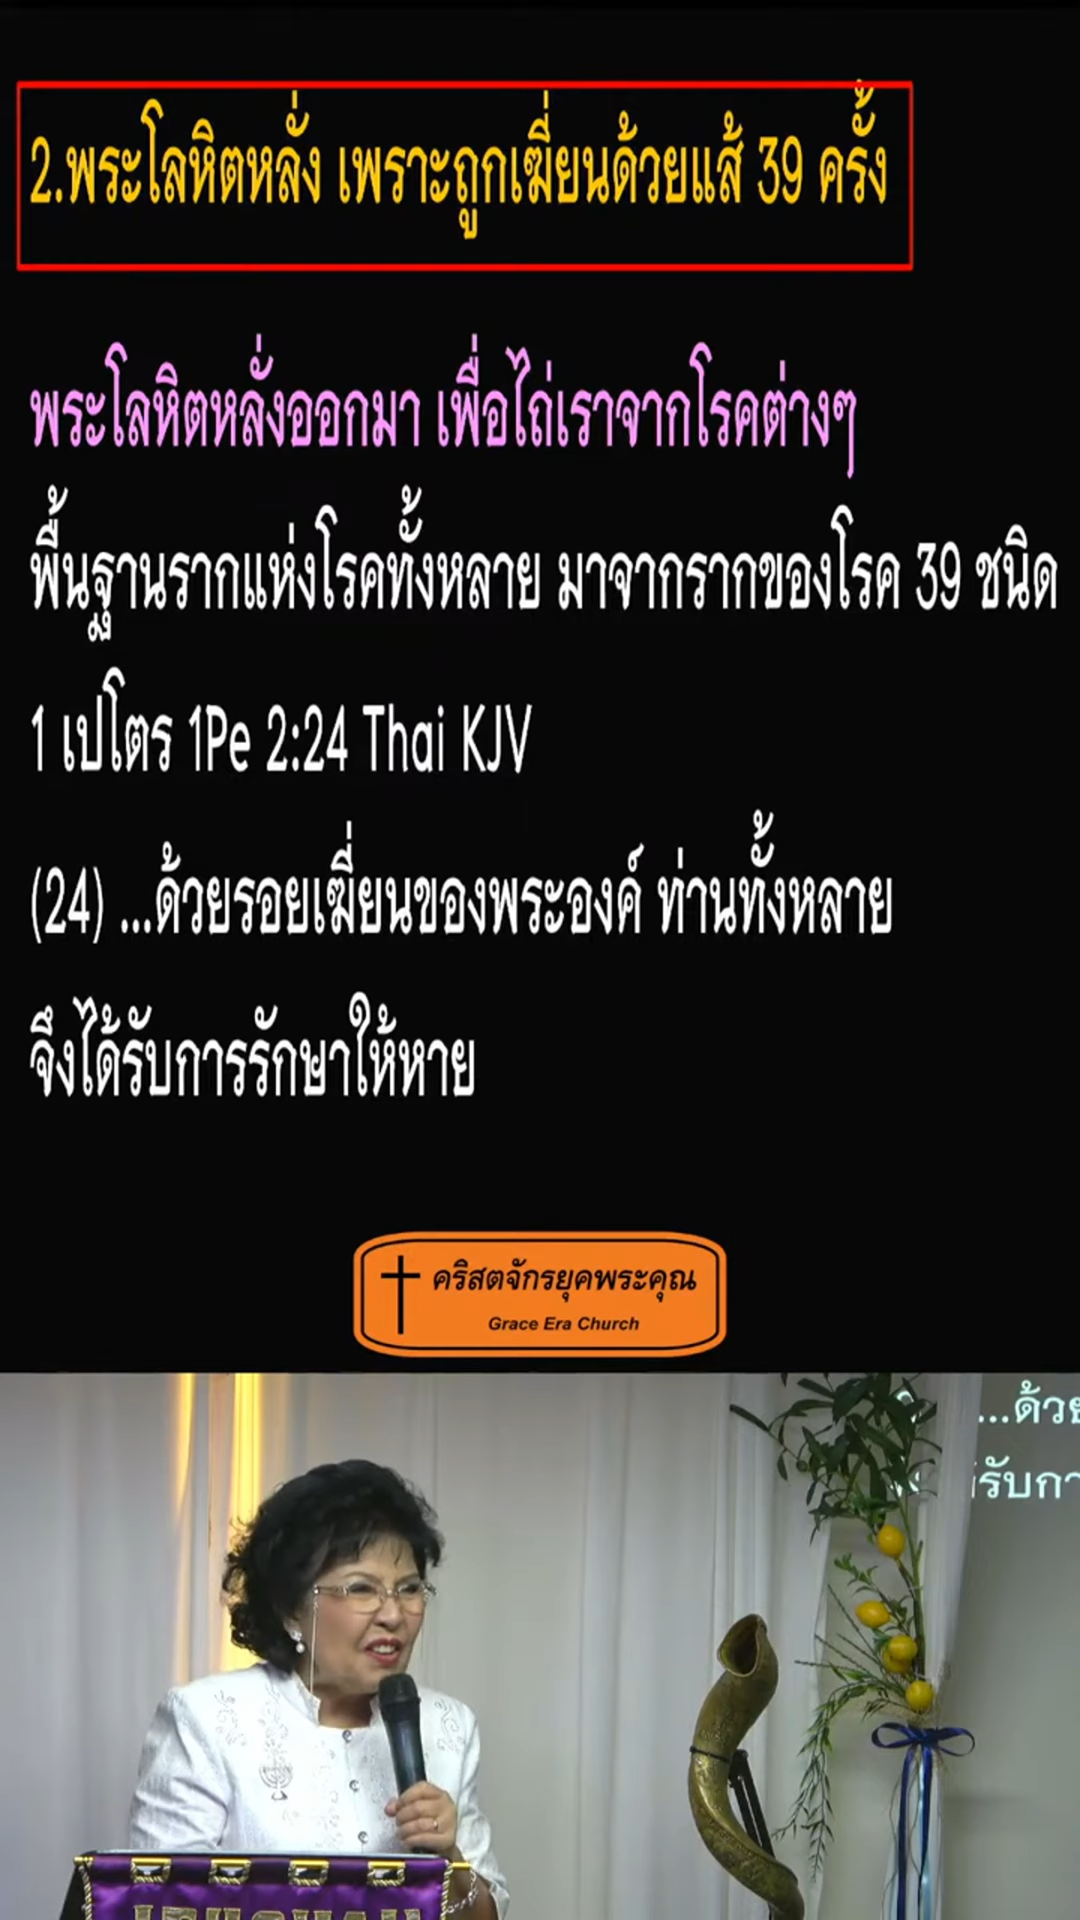 2.พระโลหิตหลั่ง เพราะถูกเฆี่ยนด้วยแส้ 39 ครั้ง
พระโลหิตหลั่งออกมา เพื่อไถ่เราจากโรคต่างๆ
พื้นฐานรากแห่งโรคทั้งหลาย มาจากรากของโรค 39 ชนิด
1 เปโตร 1Pe 2:24 Thai KJV
(24) ...ด้วยรอยเฆี่ยนของพระองค์ ท่านทั้งหลาย
จึงได้รับการรักษาให้หาย
คริสตจักรยุคพระคุณ
Grace Era Church
...ด้วย
รับกา